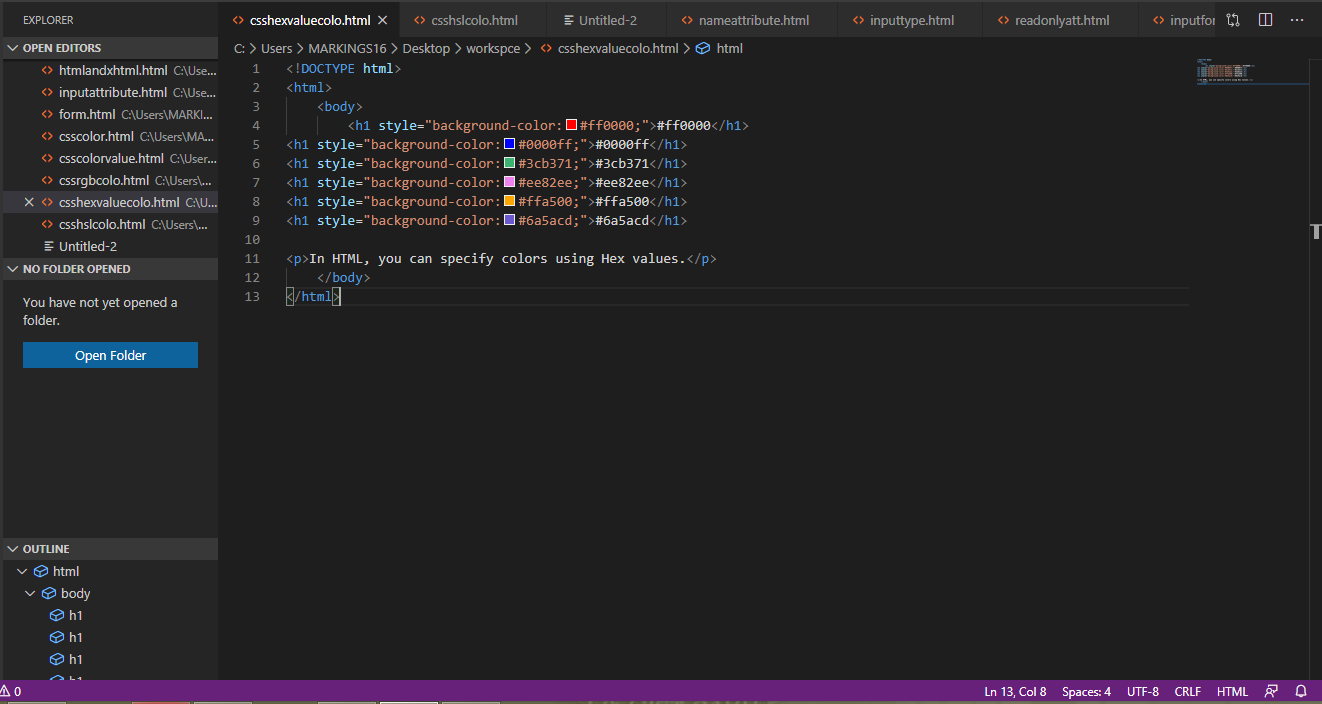 EXPLORER
OPEN EDITORS
htmlandxhtml.html C:\Use...
inputattribute.html C:\Use...
form.html C:\Users\MARKI...
csscolor.html C:\Users\MA...
csscolorvalue.html C:\User...
cssrgbcolo.html C:\Users\...
csshexvaluecolo.html C:\U...
csshslcolo.html C:\Users\...
Untitled-2
NO FOLDER OPENED
You have not yet opened a
folder.
Open Folder
OUTLINE
html
body
h1
h1
h1
h1
csshexvaluecolo.html csshslcolo.html Untitled-2 nameattribute.html inputtype.html readonlyatt.html inputfor
C: > Users > MARKINGS16 > Desktop > workspce > csshexvaluecolo.html > html
1 <!DOCTYPE html>
2 <html>
3 <body>
4 <h1 style="background-color:#ff0000;">#ff0000</h1>
5 <h1 style="background-color:#0000ff;">#0000ff</h1>
6 <h1 style="background-color:#3cb371;">#3cb371</h1>
7 <h1 style="background-color:#ee82ee;">#ee82ee</h1>
8 <h1 style="background-color:#ffa500;">#ffa500</h1>
9 <h1 style="background-color:#6a5acd;">#6a5acd</h1>
10
11 <p>In HTML, you can specify colors using Hex values.</p>
12 </body>
13 </html>
0 Ln 13, Col 8 Spaces: 4 UTF-8 CRLF HTML